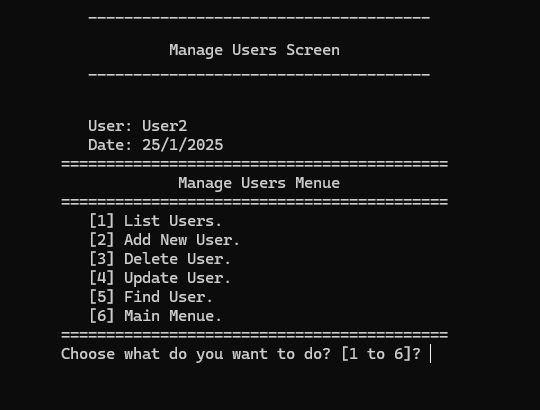 ______________________________________
Manage Users Screen
______________________________________
User: User2
Date: 25/1/2025
===========================================
Manage Users Menue
===========================================
[1] List Users.
[2] Add New User.
[3] Delete User.
[4] Update User.
[5] Find User.
[6] Main Menue.
===========================================
Choose what do you want to do? [1 to 6]?